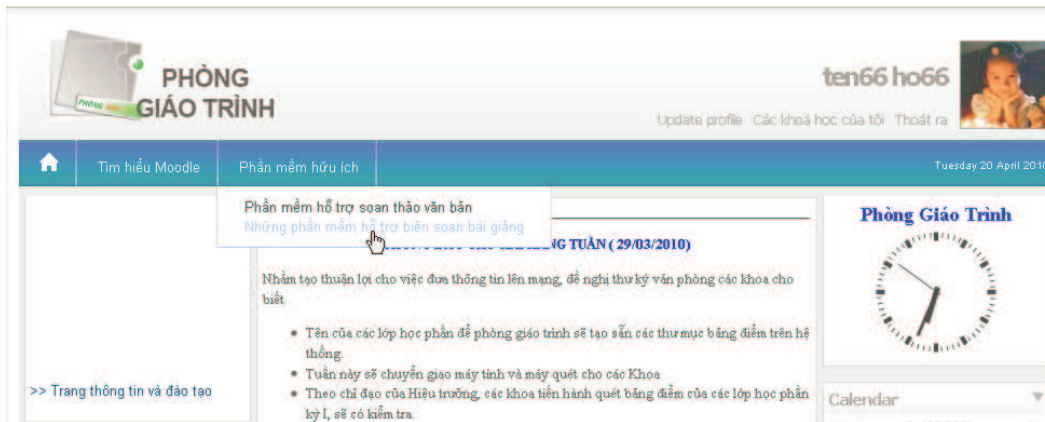 PHÒNG
GIÁO TRÌNH
ten66 ho66
Update profile Các khoá học của tôi Thoát ra
Tìm hiểu Moodle
Phần mềm hữu ích
Tuesday 20 April 2010
Phần mềm hỗ trợ soan thảo văn bản
Những phần mềm hỗ trợ biên soan bài giảng
TUẦN ( 29/03/2010)
Nhằm tạo thuận lợi cho việc đưa thông tin lên mạng, đề nghị thư ký văn phòng các khoa cho
biết
Tên của các lớp học phần để phòng giáo trình sẽ tạo sẵn các thư mục bảng điểm trên hệ
thống.
Tuần này sẽ chuyển giao máy tính và máy quét cho các Khoa
Theo chỉ đạo của Hiệu trưởng, các khoa tiến hành quét bảng điểm của các lớp học phần
kỳ I, sẽ có kiểm tra.
>> Trang thông tin và đào tạo
Phòng Giáo Trình
Calendar